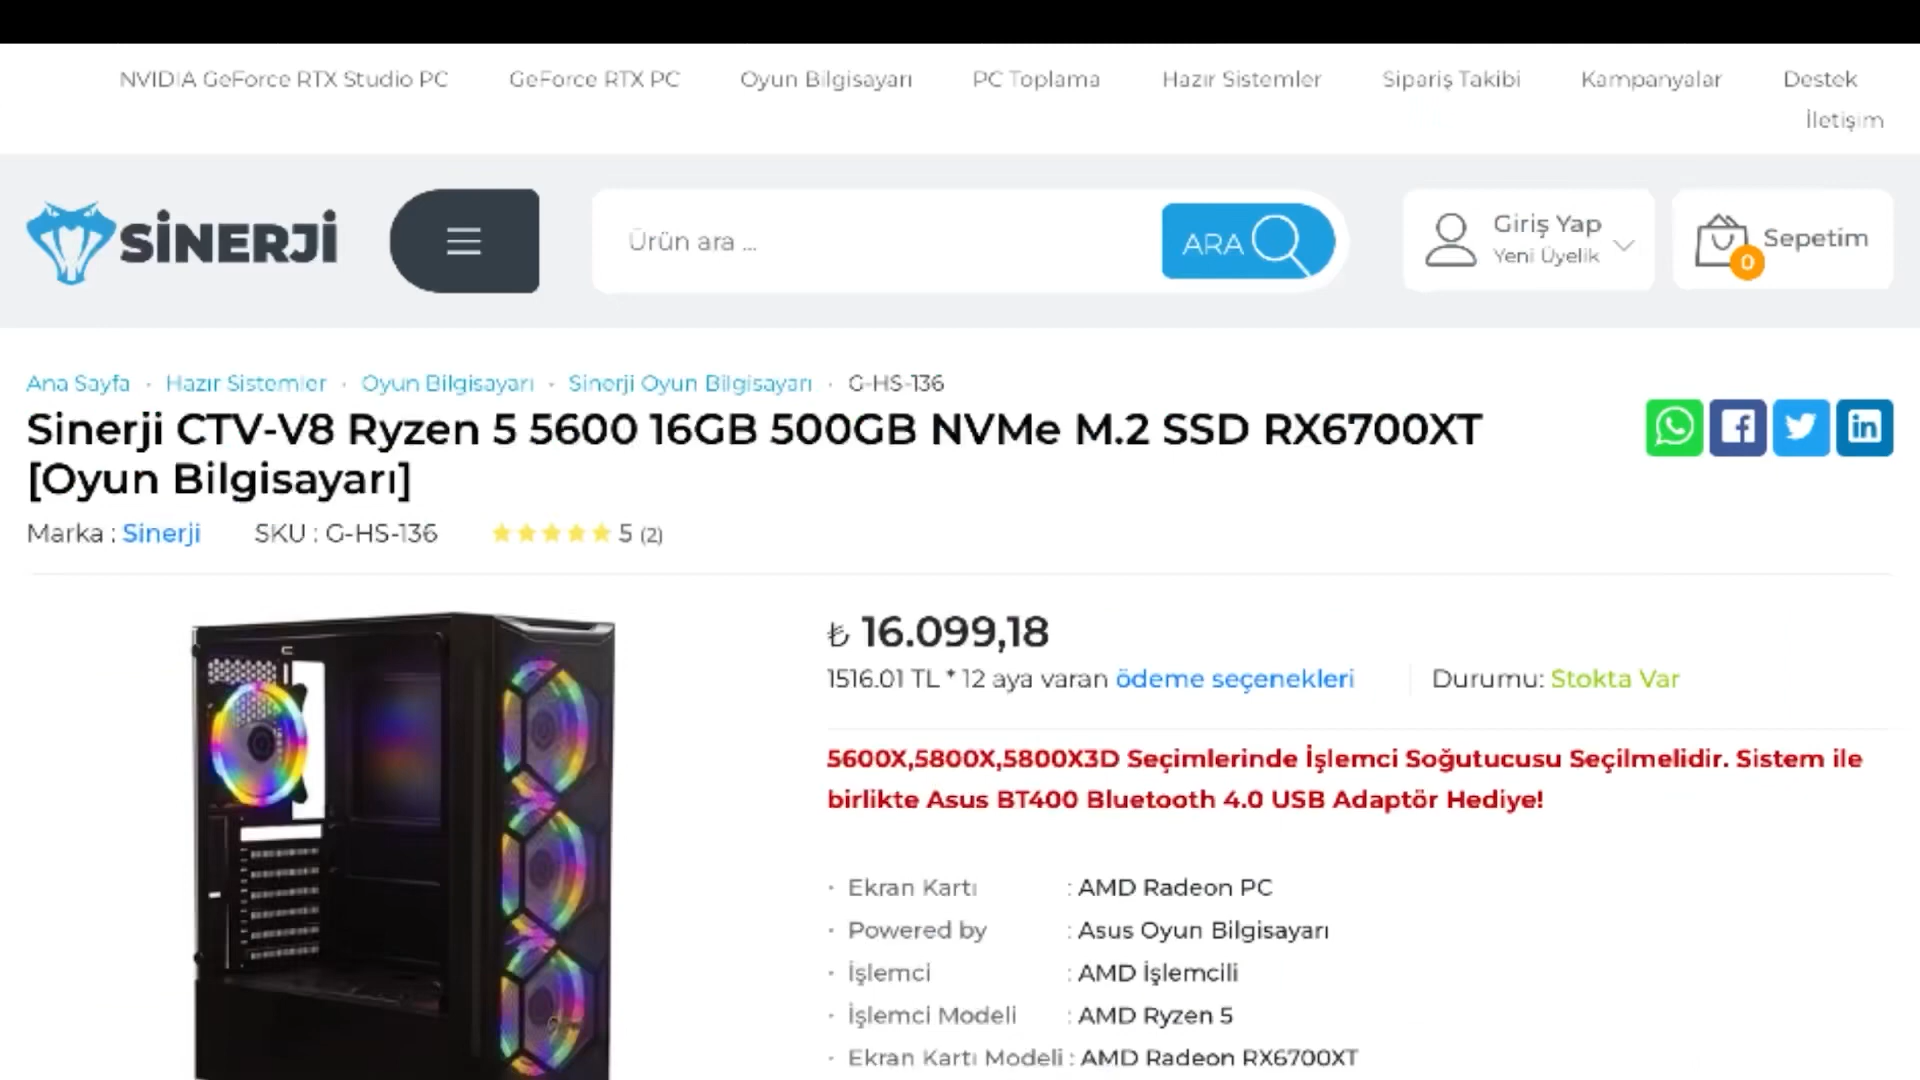 NVIDIA GeForce RTX Studio PC GeForce RTX PC Oyun Bilgisayarı PC Toplama Hazır Sistemler Sipariş Takibi Kampanyalar Destek
İletişim
SİNERJİ
Ürün ara ...
ARA
Giriş Yap
Yeni Üyelik
Sepetim
0
Ana Sayfa · Hazır Sistemler · Oyun Bilgisayarı · Sinerji Oyun Bilgisayarı · G-HS-136
Sinerji CTV-V8 Ryzen 5 5600 16GB 500GB NVMe M.2 SSD RX6700XT
[Oyun Bilgisayarı]
Marka : Sinerji SKU : G-HS-136 5 (2)
₺ 16.099,18
1516.01 TL * 12 aya varan ödeme seçenekleri Durumu: Stokta Var
5600X,5800X,5800X3D Seçimlerinde İşlemci Soğutucusu Seçilmelidir. Sistem ile
birlikte Asus BT400 Bluetooth 4.0 USB Adaptör Hediye!
· Ekran Kartı : AMD Radeon PC
· Powered by : Asus Oyun Bilgisayarı
· İşlemci : AMD İşlemcili
· İşlemci Modeli : AMD Ryzen 5
· Ekran Kartı Modeli : AMD Radeon RX6700XT